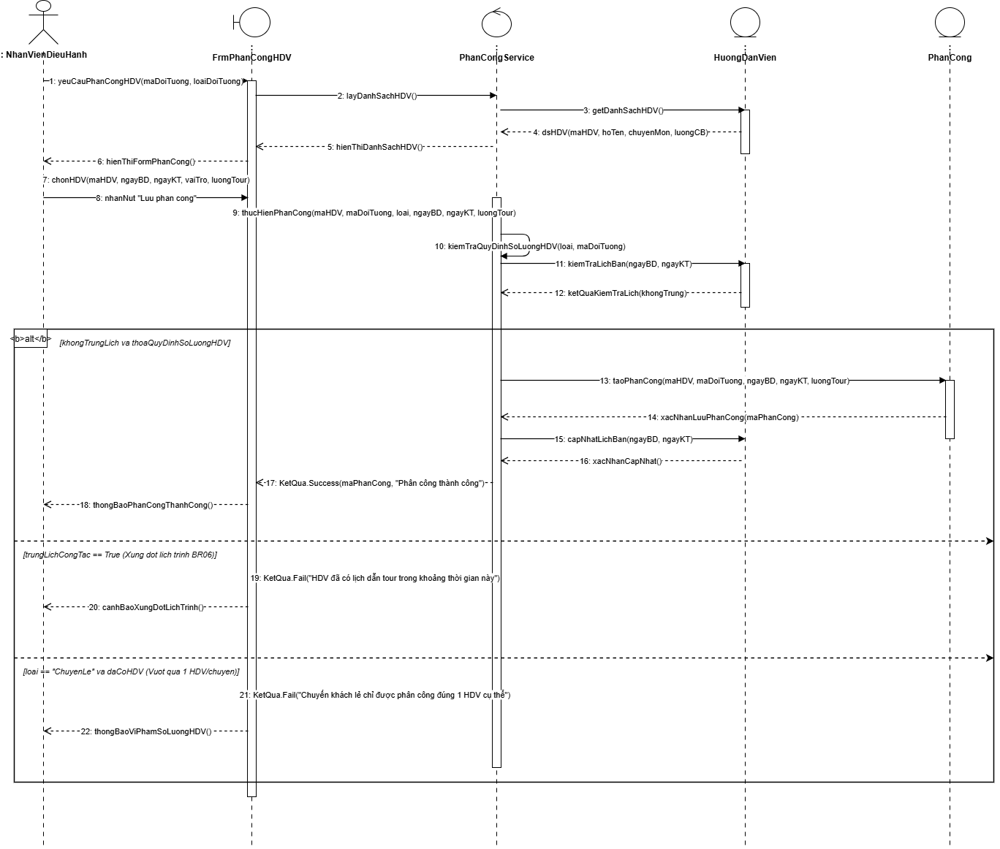 : NhanVienDieuHanh
:
FrmPhanCongHDV
:
PhanCongService
:
HuongDanVien
:
PhanCong
1: yeuCauPhanCongHDV(maDoiTuong, loaiDoiTuong)
2: layDanhSachHDV()
3: getDanhSachHDV()
4: dsHDV(maHDV, hoTen, chuyenMon, luongCB)
5: hienThiDanhSachHDV()
6: hienThiFormPhanCong()
7: chonHDV(maHDV, ngayBD, ngayKT, vaiTro, luongTour)
8: nhanNut "Luu phan cong"
9: thucHienPhanCong(maHDV, maDoiTuong, loai, ngayBD, ngayKT, luongTour)
10: kiemTraQuyDinhSoLuongHDV(loai, maDoiTuong)
11: kiemTraLichBan(ngayBD, ngayKT)
12: ketQuaKiemTraLich(khongTrung)
<b>alt</b>
[khongTrungLich va thoaQuyDinhSoLuongHDV]
13: taoPhanCong(maHDV, maDoiTuong, ngayBD, ngayKT, luongTour)
14: xacNhanLuuPhanCong(maPhanCong)
15: capNhatLichBan(ngayBD, ngayKT)
16: xacNhanCapNhat()
17: KetQua.Success(maPhanCong, "Phân công thành công")
18: thongBaoPhanCongThanhCong()
[trungLichCongTac == True (Xung dot lich trinh BR06)]
19: KetQua.Fail("HDV đã có lịch dẫn tour trong khoảng thời gian này")
20: canhBaoXungDotLichTrinh()
[loai == "ChuyenLe" va daCoHDV (Vuot qua 1 HDV/chuyen)]
21: KetQua.Fail("Chuyến khách lẻ chỉ được phân công đúng 1 HDV cụ thể")
22: thongBaoViPhamSoLuongHDV()